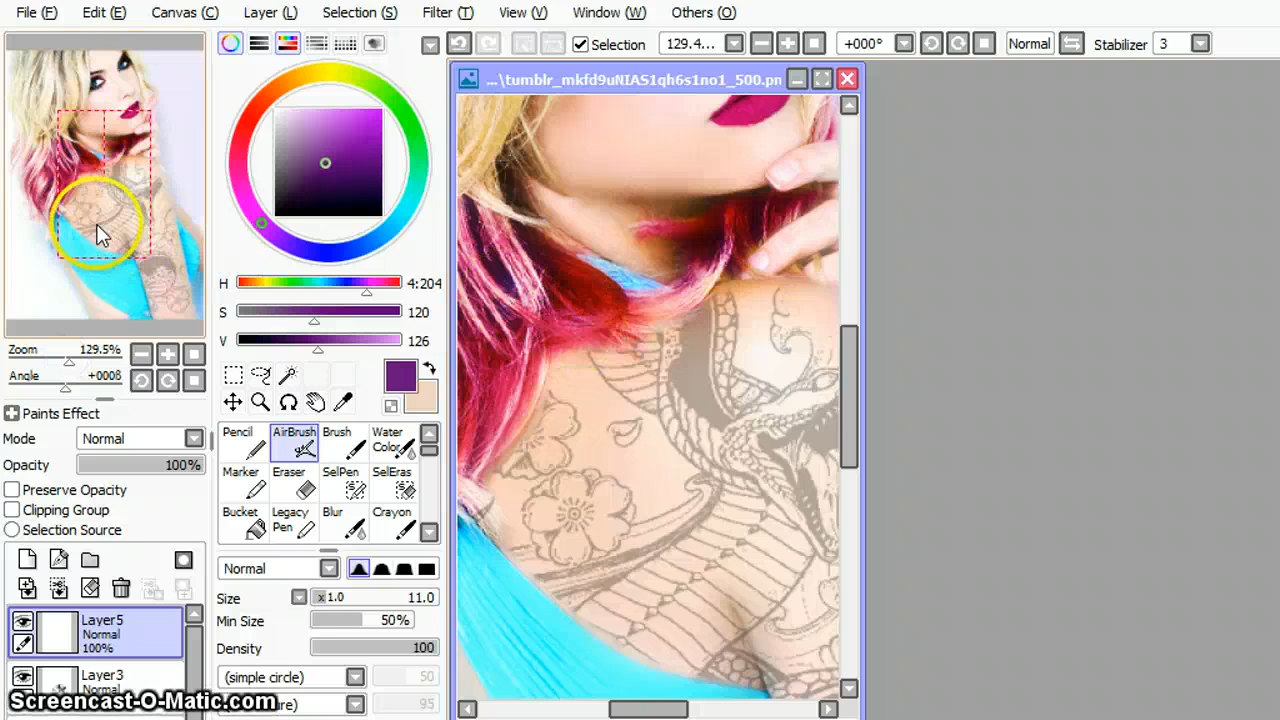 File (F) Edit (E) Canvas (C) Layer (L) Selection (S) Filter (T) View (V) Window (W) Others (O)
Selection 129.4... +000° Normal Stabilizer 3
...\tumblr_mkfd9uNIAS1qh6s1no1_500.pn
H 4:204
S 120
V 126
Zoom 129.5%
Angle +0008
Paints Effect
Mode Normal
Opacity 100%
Preserve Opacity
Clipping Group
Selection Source
Pencil AirBrush Brush Water Color
Marker Eraser SelPen SelEras
Bucket Legacy Pen Blur Crayon
Normal
Size x 1.0 11.0
Min Size 50%
Density 100
(simple circle) 50
95
Layer5
Normal
100%
Layer3
Normal
Screencast-O-Matic.com